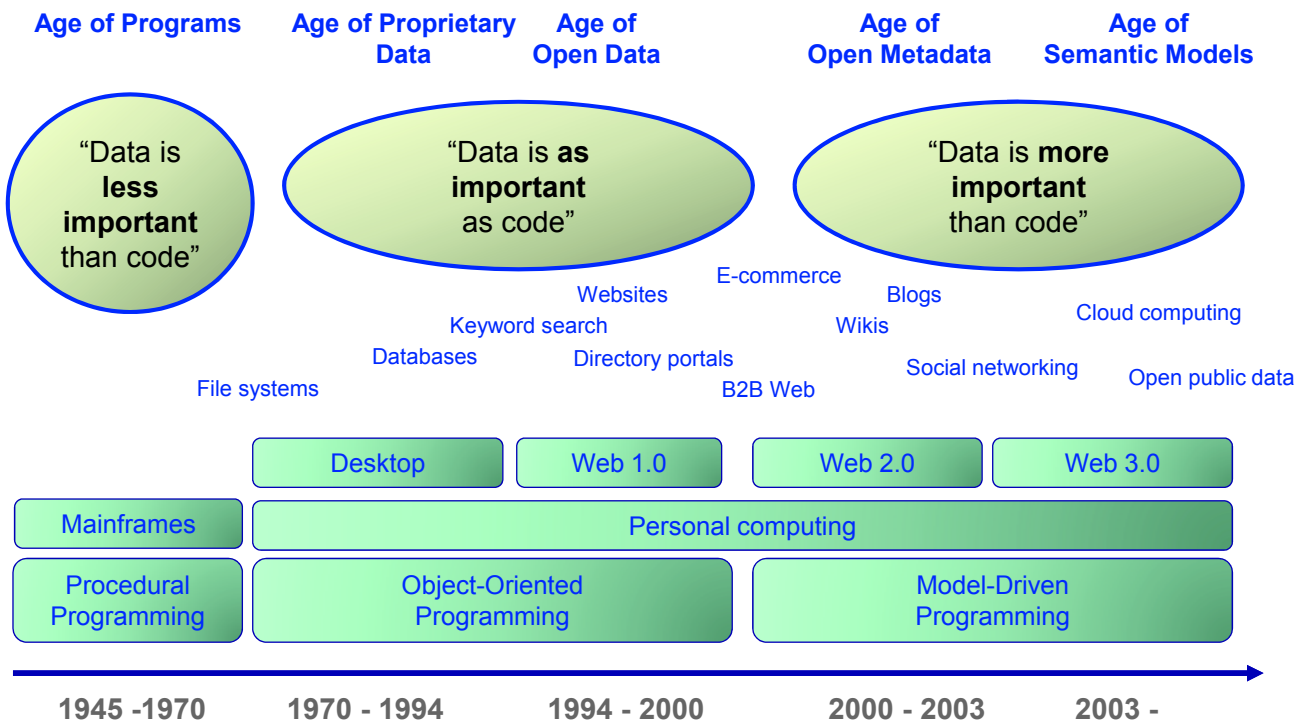 Age of Programs
Age of Proprietary
Data
Age of
Open Data
Age of
Open Metadata
Age of
Semantic Models
“Data is
less
important
than code”
“Data is as
important
as code”
“Data is more
important
than code”
E-commerce
Websites
Blogs
Cloud computing
Keyword search
Wikis
Databases
Directory portals
Social networking
Open public data
File systems
B2B Web
Desktop
Web 1.0
Web 2.0
Web 3.0
Mainframes
Personal computing
Procedural
Programming
Object-Oriented
Programming
Model-Driven
Programming
1945 -1970
1970 - 1994
1994 - 2000
2000 - 2003
2003 -